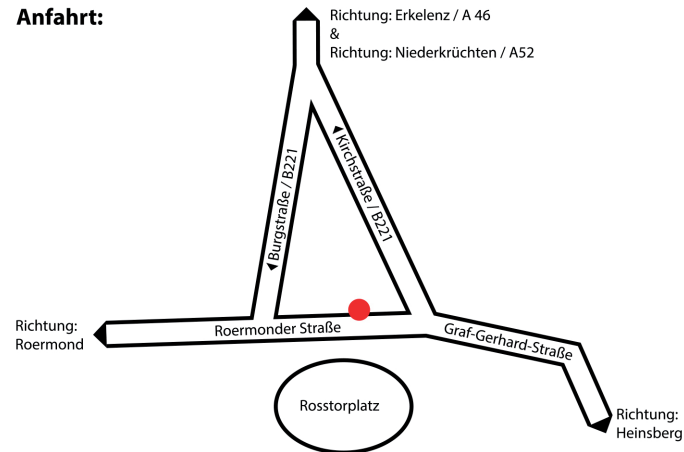 Anfahrt:
Richtung: Erkelenz / A 46
&
Richtung: Niederkrüchten / A52
Kirchstraße / B221
Burgstraße / B221
Richtung:
Roermond
Roermonder Straße
Graf-Gerhard-Straße
Rosstorplatz
Richtung:
Heinsberg